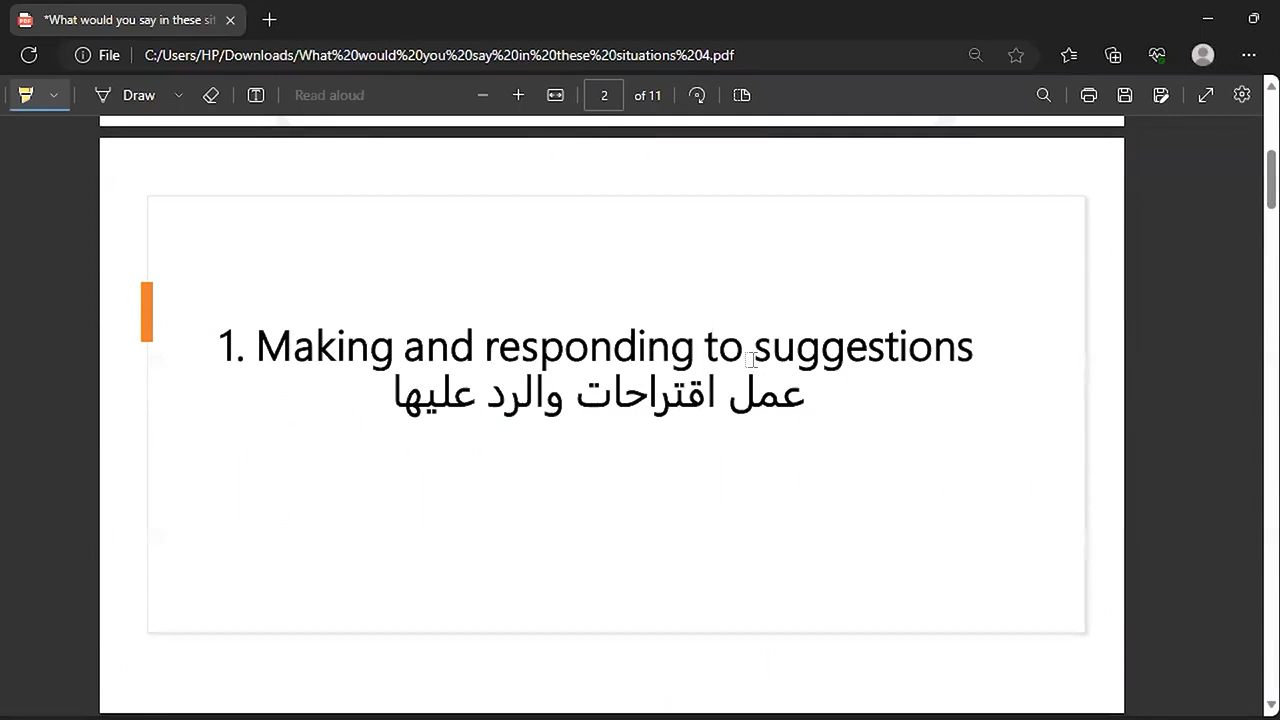 *What would you say in these sit
File
C:/Users/HP/Downloads/What%20would%20you%20say%20in%20these%20situations%204.pdf
Draw
Read aloud
2
of 11
1. Making and responding to suggestions
عمل اقتراحات والرد عليها